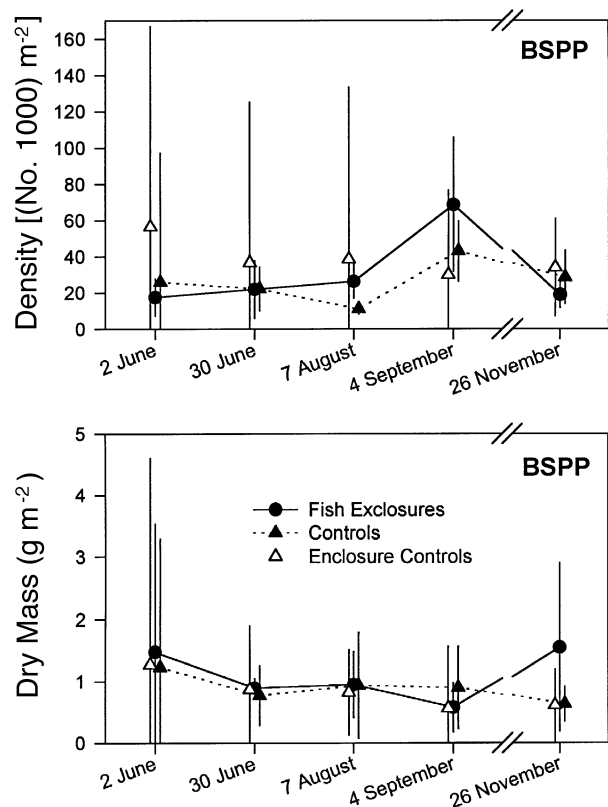 BSPP
Density [(No. 1000) m-2]
160
140
120
100
80
60
40
20
0
2 June
30 June
7 August
4 September
26 November
BSPP
Dry Mass (g m-2)
5
4
3
2
1
0
Fish Exclosures
Controls
Enclosure Controls
2 June
30 June
7 August
4 September
26 November